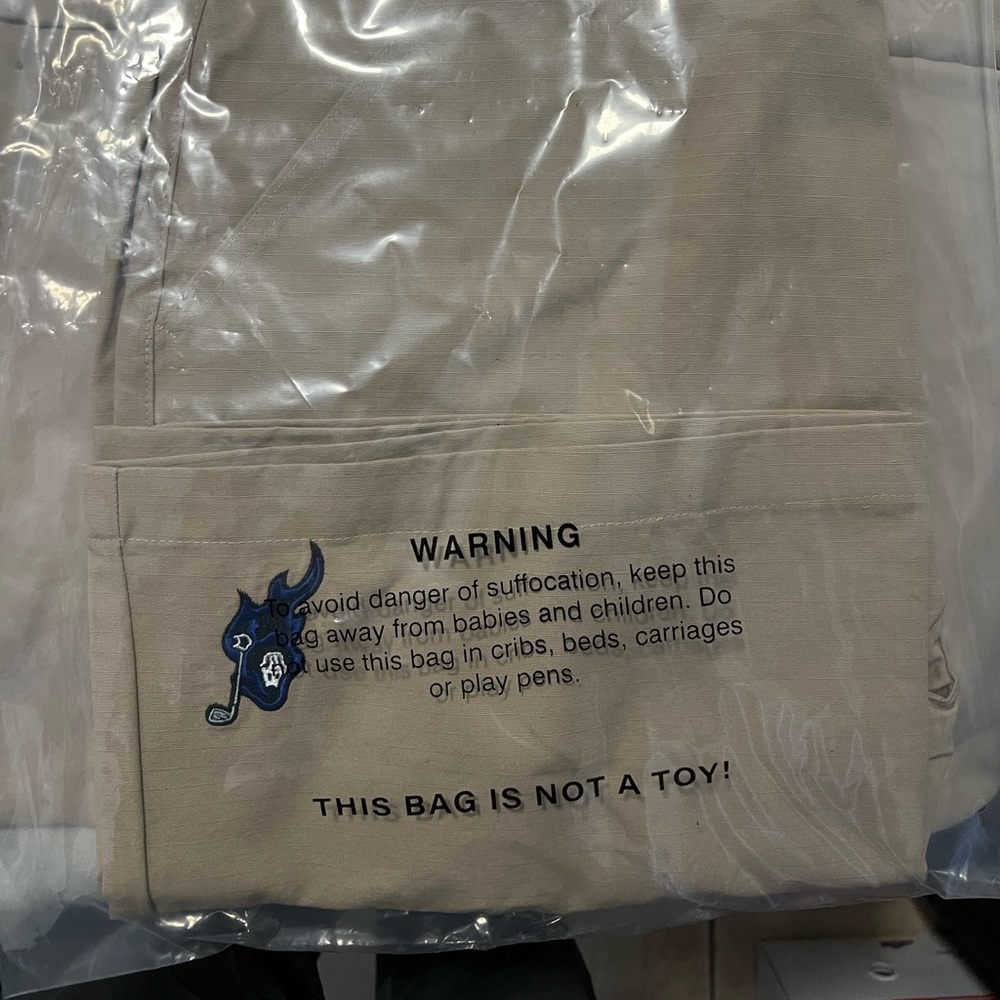 WARNING
To avoid danger of suffocation, keep this
bag away from babies and children. Do
not use this bag in cribs, beds, carriages
or play pens.
THIS BAG IS NOT A TOY!